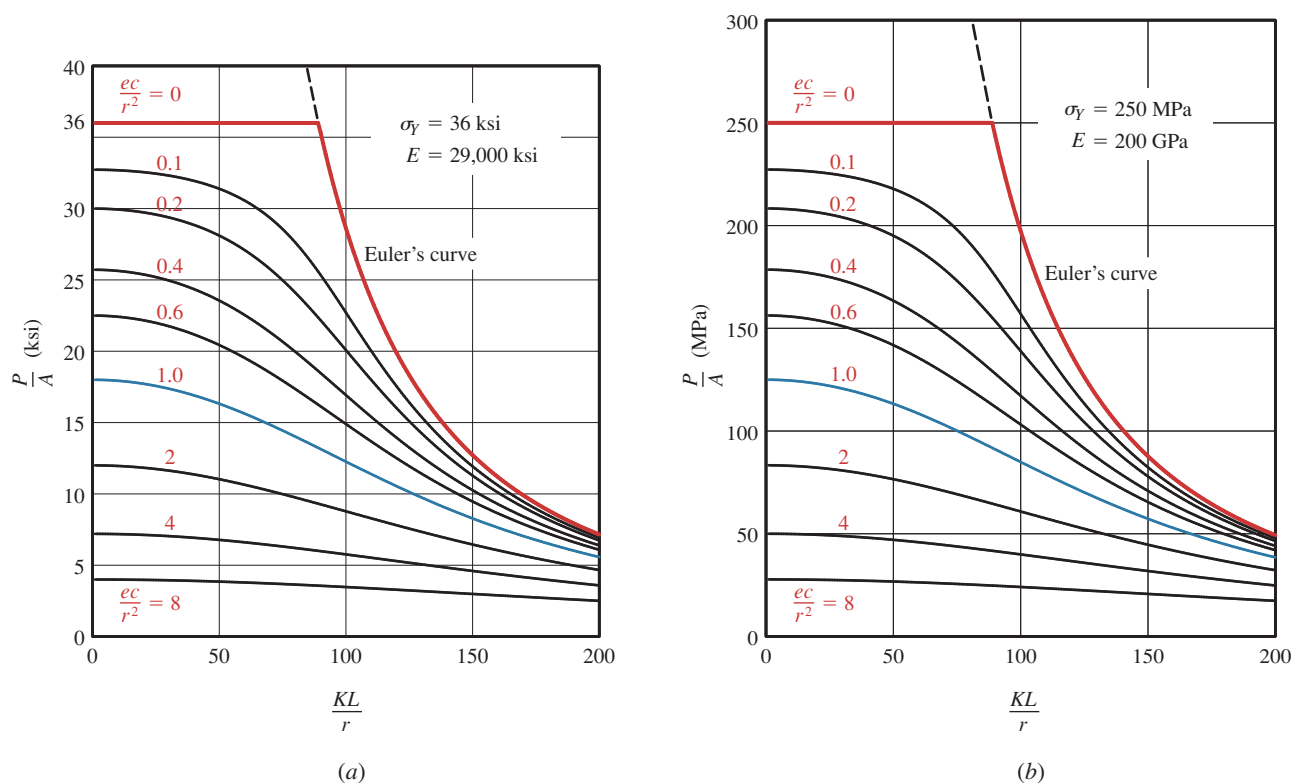 40
36
30
25
20
15
10
5
0
P/A (ksi)
ec/r² = 0
σY = 36 ksi
E = 29,000 ksi
0.1
0.2
0.4
0.6
1.0
2
4
ec/r² = 8
Euler's curve
0 50 100 150 200
KL/r
(a)
300
250
200
150
100
50
0
P/A (MPa)
ec/r² = 0
σY = 250 MPa
E = 200 GPa
0.1
0.2
0.4
0.6
1.0
2
4
ec/r² = 8
Euler's curve
0 50 100 150 200
KL/r
(b)